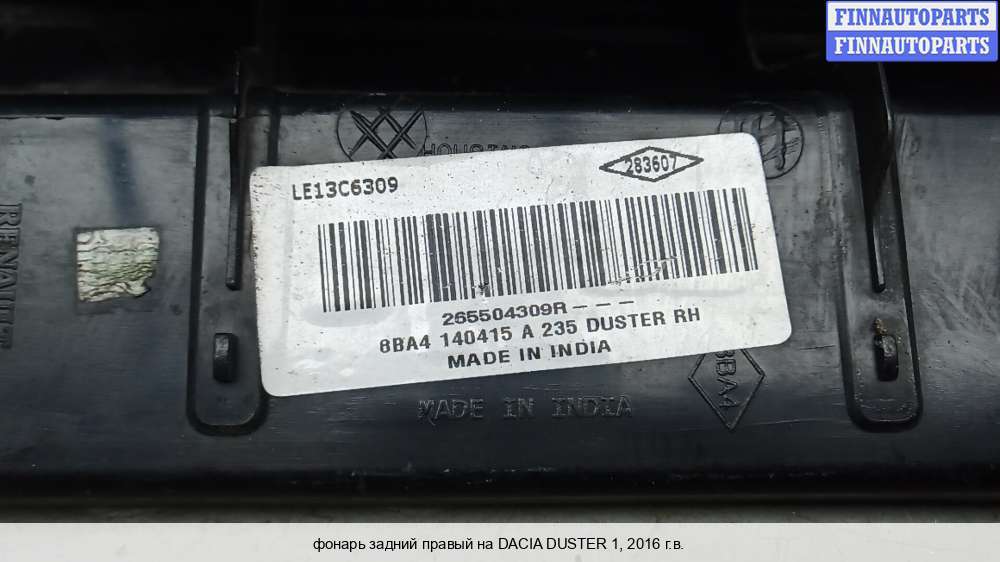 FINNAUTOPARTS
FINNAUTOPARTS
LE13C6309
283607
265504309R - - -
8BA4 140415 A 235 DUSTER RH
MADE IN INDIA
RENAULT
MADE IN INDIA
8BA4
фонарь задний правый на DACIA DUSTER 1, 2016 г.в.